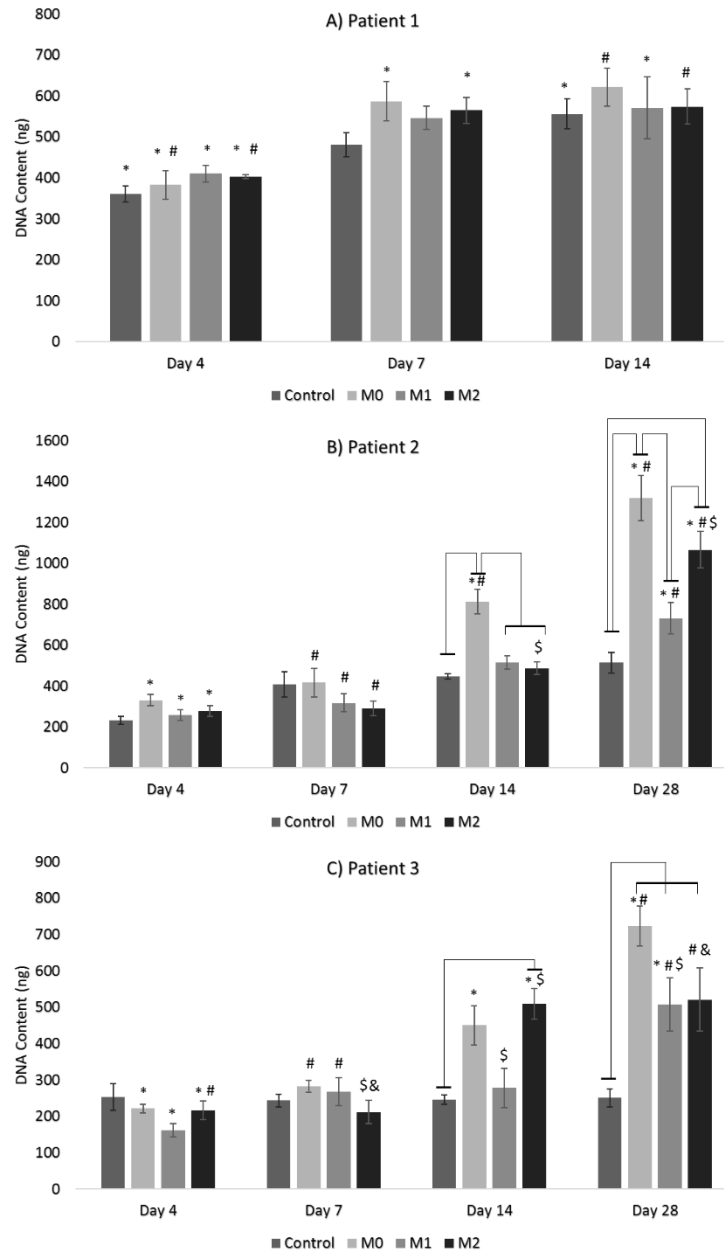 A) Patient 1
DNA Content (ng)
800
700
600
500
400
300
200
100
0
* * # * * #
* *
* # * #
Day 4 Day 7 Day 14
Control M0 M1 M2
B) Patient 2
DNA Content (ng)
1600
1400
1200
1000
800
600
400
200
0
* * *
# # #
*# $
*# *# *#$
Day 4 Day 7 Day 14 Day 28
Control M0 M1 M2
C) Patient 3
DNA Content (ng)
900
800
700
600
500
400
300
200
100
0
* * *#
# # $&
* $ *$
*# *#$ #&
Day 4 Day 7 Day 14 Day 28
Control M0 M1 M2